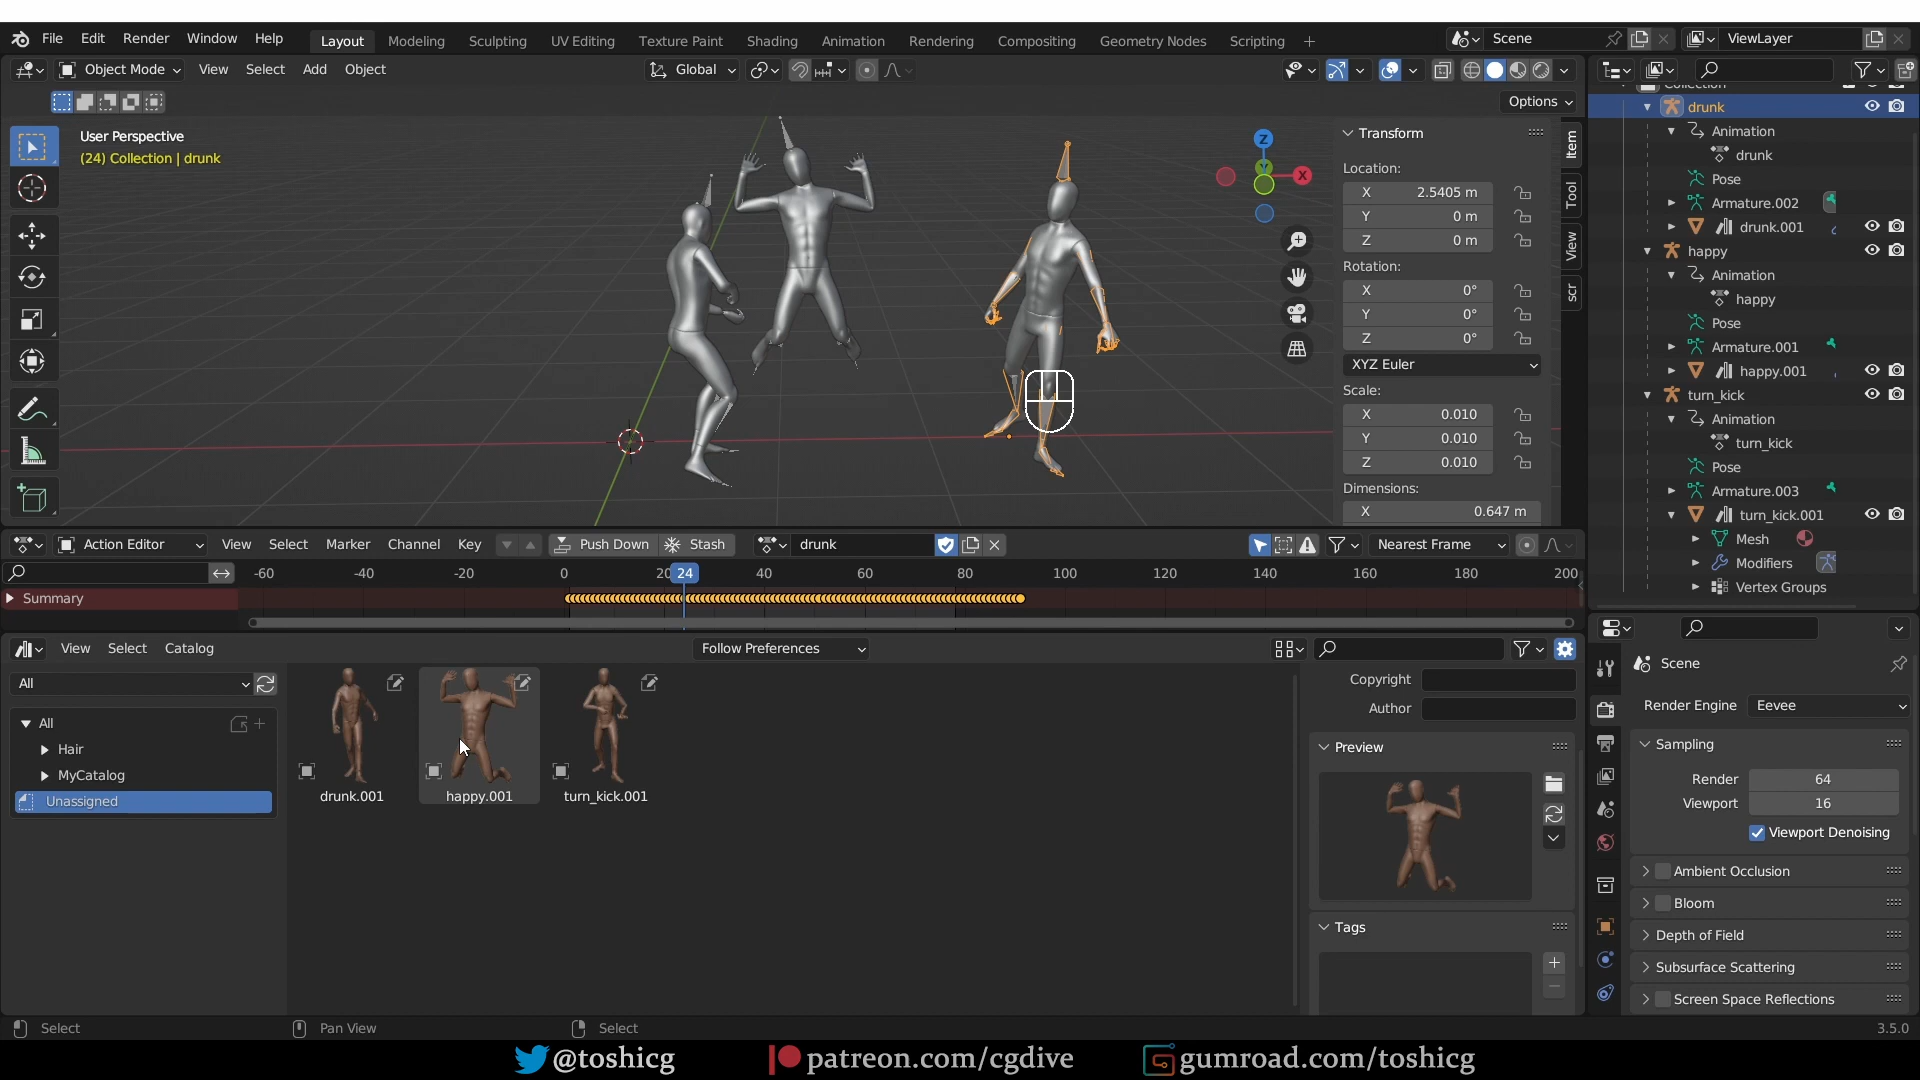 File Edit Render Window Help Layout Modeling Sculpting UV Editing Texture Paint Shading Animation Rendering Compositing Geometry Nodes Scripting + Scene ViewLayer
Object Mode View Select Add Object Global
Options
User Perspective
(24) Collection | drunk
Z
X
Transform
Location:
X 2.5405 m
Y 0 m
Z 0 m
Rotation:
X 0°
Y 0°
Z 0°
XYZ Euler
Scale:
X 0.010
Y 0.010
Z 0.010
Dimensions:
X 0.647 m
Item
Tool
View
scr
Collection
drunk
Animation
drunk
Pose
Armature.002
drunk.001
happy
Animation
happy
Pose
Armature.001
happy.001
turn_kick
Animation
turn_kick
Pose
Armature.003
turn_kick.001
Mesh
Modifiers
Vertex Groups
Action Editor View Select Marker Channel Key Push Down Stash drunk Nearest Frame
-60 -40 -20 0 20 24 40 60 80 100 120 140 160 180 200
Summary
View Select Catalog Follow Preferences
All
All
Hair
MyCatalog
Unassigned
drunk.001 happy.001 turn_kick.001
Copyright
Author
Preview
Tags
Scene
Render Engine Eevee
Sampling
Render 64
Viewport 16
Viewport Denoising
Ambient Occlusion
Bloom
Depth of Field
Subsurface Scattering
Screen Space Reflections
Select Pan View Select 3.5.0
@toshicg patreon.com/cgdive gumroad.com/toshicg